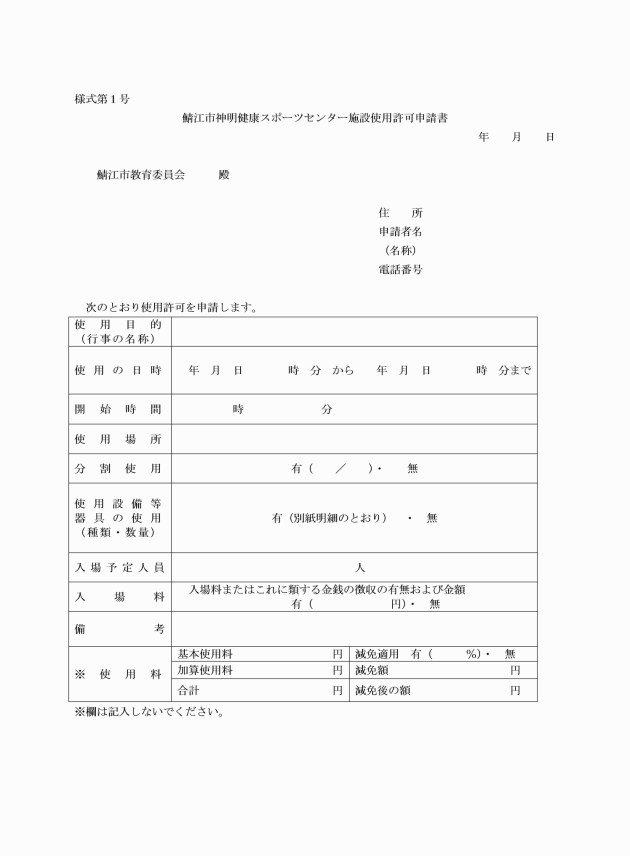 様式第１号
鯖江市神明健康スポーツセンター施設使用許可申請書
年　　月　　日
鯖江市教育委員会　　　殿
住　　所
申請者名
（名称）
電話番号
次のとおり使用許可を申請します。
使用目的
（行事の名称）
使用の日時　年　月　日　　　時　分　から　　年　月　日　　　時　分まで
開始時間　　　時　　　　　　　分
使用場所
分割使用　有（　　／　　）・　　無
使用設備等
器具の使用
（種類・数量）
有（別紙明細のとおり）　・　無
入場予定人員　　　人
入場料
入場料またはこれに類する金銭の徴収の有無および金額
有（　　　　　　　円）・　無
備考
※使用料
基本使用料　　　円　減免適用　有（　　　％）・　無
加算使用料　　　円　減免額　　　円
合計　　　円　減免後の額　　　円
※欄は記入しないでください。